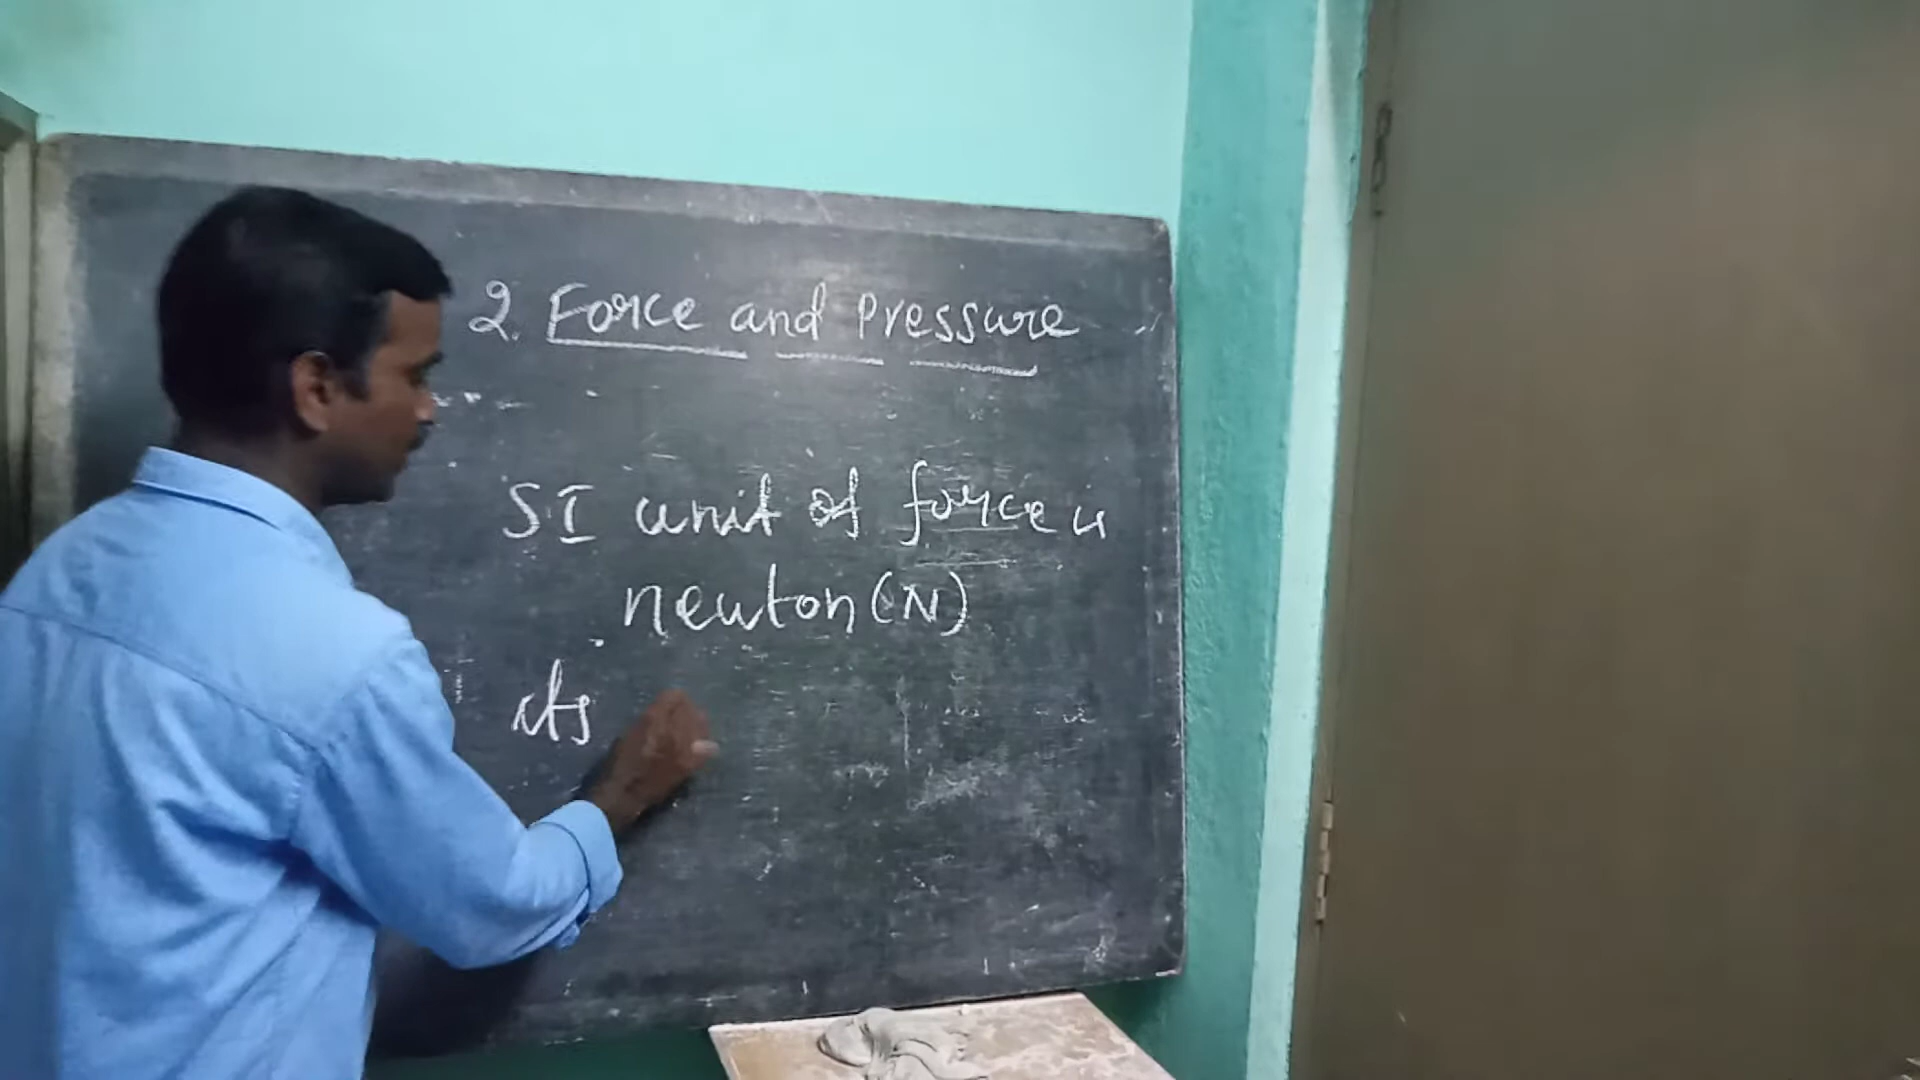 2. Force and Pressure
SI unit of force is
newton (N)
its